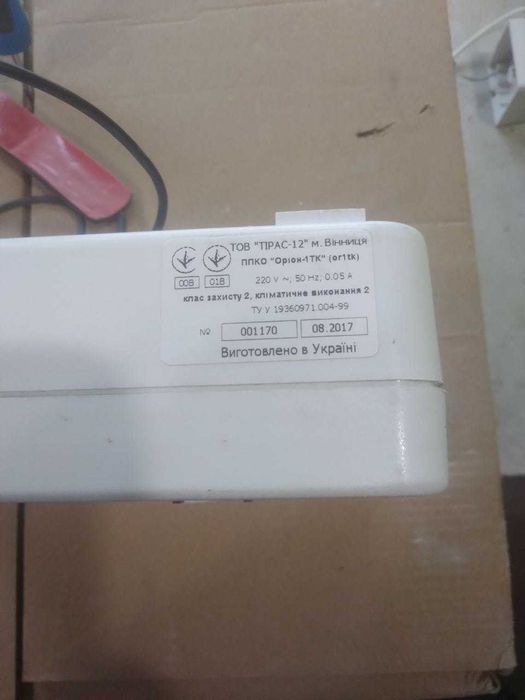 ТОВ "ТІРАС-12" м. Вінниця
ППКО "Оріон-1ТК" (or1tk)
008 018 220 V ~; 50 Hz; 0.05 A
клас захисту 2, кліматичне виконання 2
ТУ У 19360971.004-99
№ 001170 08.2017
Виготовлено в Україні